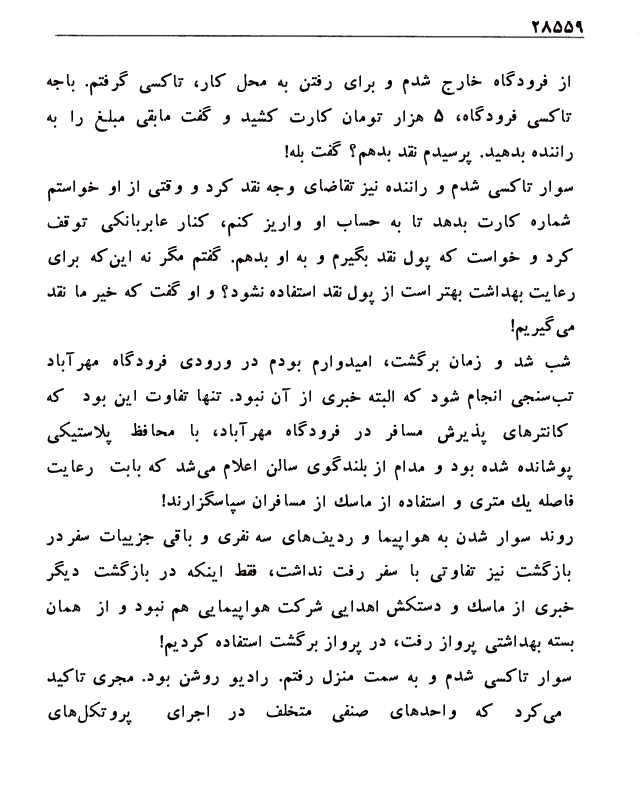 ۲۸۵۵۹
از فرودگاه خارج شدم و برای رفتن به محل کار، تاکسی گرفتم. باجه
تاکسی فرودگاه، ۵ هزار تومان کارت کشید و گفت مابقی مبلغ را به
راننده بدهید. پرسیدم نقد بدهم؟ گفت بله!
سوار تاکسی شدم و راننده نیز تقاضای وجه نقد کرد و وقتی از او خواستم
شماره کارت بدهد تا به حساب او واریز کنم، کنار عابربانکی توقف
کرد و خواست که پول نقد بگیرم و به او بدهم. گفتم مگر نه این‌که برای
رعایت بهداشت بهتر است از پول نقد استفاده نشود؟ و او گفت که خیر ما نقد
می‌گیریم!
شب شد و زمان برگشت، امیدوارم بودم در ورودی فرودگاه مهرآباد
تب‌سنجی انجام شود که البته خبری از آن نبود. تنها تفاوت این بود که
کانترهای پذیرش مسافر در فرودگاه مهرآباد، با محافظ پلاستیکی
پوشانده شده بود و مدام از بلندگوی سالن اعلام می‌شد که بابت رعایت
فاصله یك متری و استفاده از ماسك از مسافران سپاسگزارند!
روند سوار شدن به هواپیما و ردیف‌های سه نفری و باقی جزییات سفر در
بازگشت نیز تفاوتی با سفر رفت نداشت، فقط اینکه در بازگشت دیگر
خبری از ماسك و دستکش اهدایی شرکت هواپیمایی هم نبود و از همان
بسته بهداشتی پرواز رفت، در پرواز برگشت استفاده کردیم!
سوار تاکسی شدم و به سمت منزل رفتم. رادیو روشن بود. مجری تاکید
می‌کرد که واحدهای صنفی متخلف در اجرای پروتکل‌های